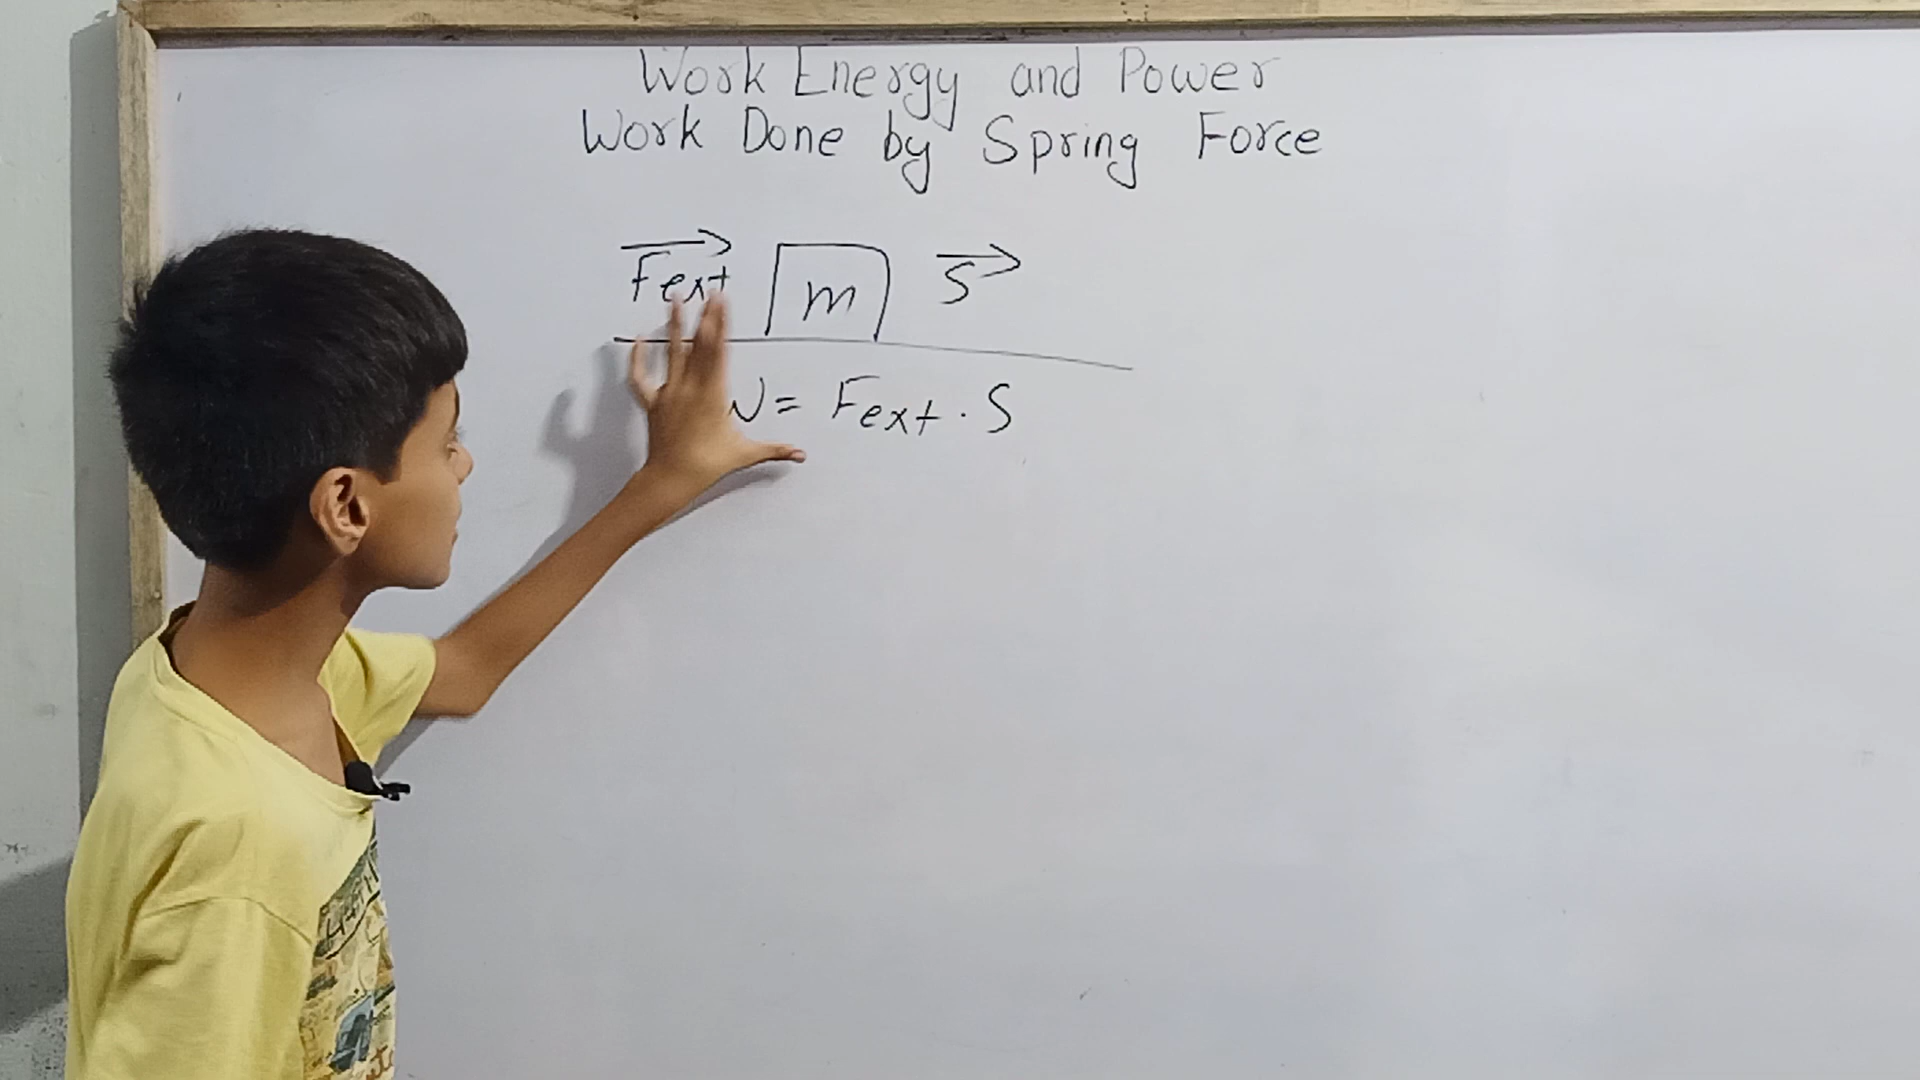 Work Energy and Power
Work Done by Spring Force
Fext m S
W = Fext . S